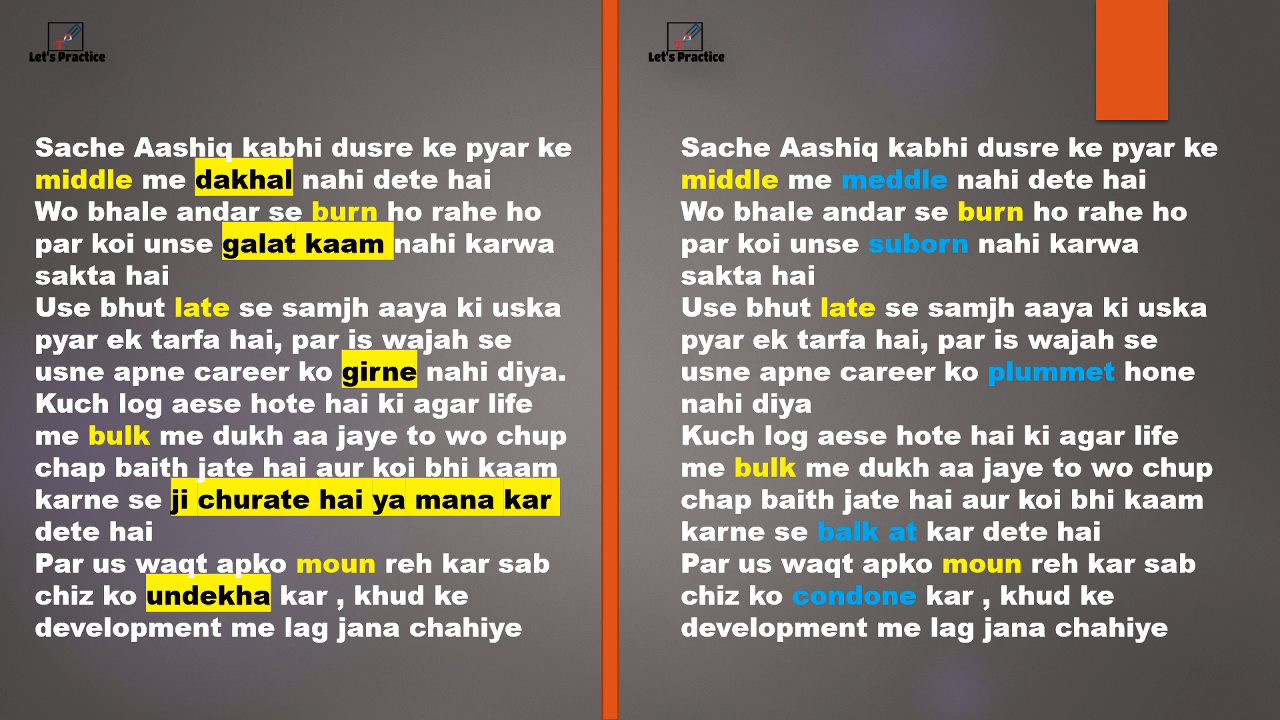 Let's Practice
Sache Aashiq kabhi dusre ke pyar ke
middle me dakhal nahi dete hai
Wo bhale andar se burn ho rahe ho
par koi unse galat kaam nahi karwa
sakta hai
Use bhut late se samjh aaya ki uska
pyar ek tarfa hai, par is wajah se
usne apne career ko girne nahi diya.
Kuch log aese hote hai ki agar life
me bulk me dukh aa jaye to wo chup
chap baith jate hai aur koi bhi kaam
karne se ji churate hai ya mana kar
dete hai
Par us waqt apko moun reh kar sab
chiz ko undekha kar , khud ke
development me lag jana chahiye
Let's Practice
Sache Aashiq kabhi dusre ke pyar ke
middle me meddle nahi dete hai
Wo bhale andar se burn ho rahe ho
par koi unse suborn nahi karwa
sakta hai
Use bhut late se samjh aaya ki uska
pyar ek tarfa hai, par is wajah se
usne apne career ko plummet hone
nahi diya
Kuch log aese hote hai ki agar life
me bulk me dukh aa jaye to wo chup
chap baith jate hai aur koi bhi kaam
karne se balk at kar dete hai
Par us waqt apko moun reh kar sab
chiz ko condone kar , khud ke
development me lag jana chahiye